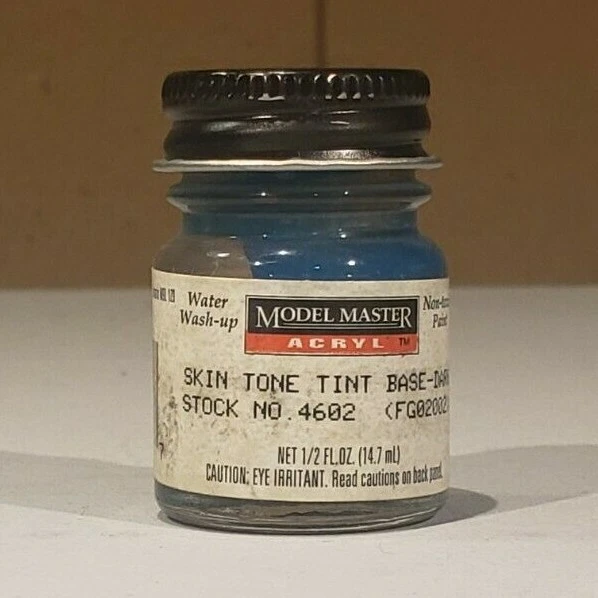 Water
Wash-up
MODEL MASTER
ACRYL TM
SKIN TONE TINT BASE-DAR
STOCK NO.4602 (FG02002
NET 1/2 FL.OZ. (14.7 ml)
CAUTION: EYE IRRITANT. Read cautions on back panel.